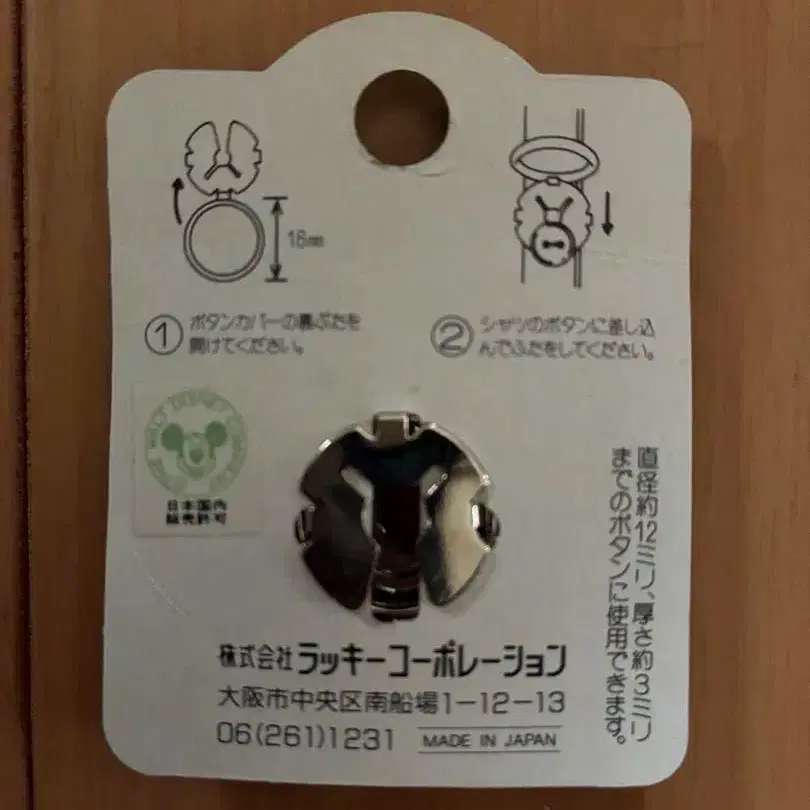 18mm
① ボタンカバーの裏ぶたを
開けてください。
② シャツのボタンに差し込
んでふたをしてください。
WALT DISNEY COMPANY
日本国内
販売許可
直径約12ミリ、厚さ約3ミリ
までのボタンに使用できます。
株式会社ラッキーコーポレーション
大阪市中央区南船場1-12-13
06(261)1231
MADE IN JAPAN